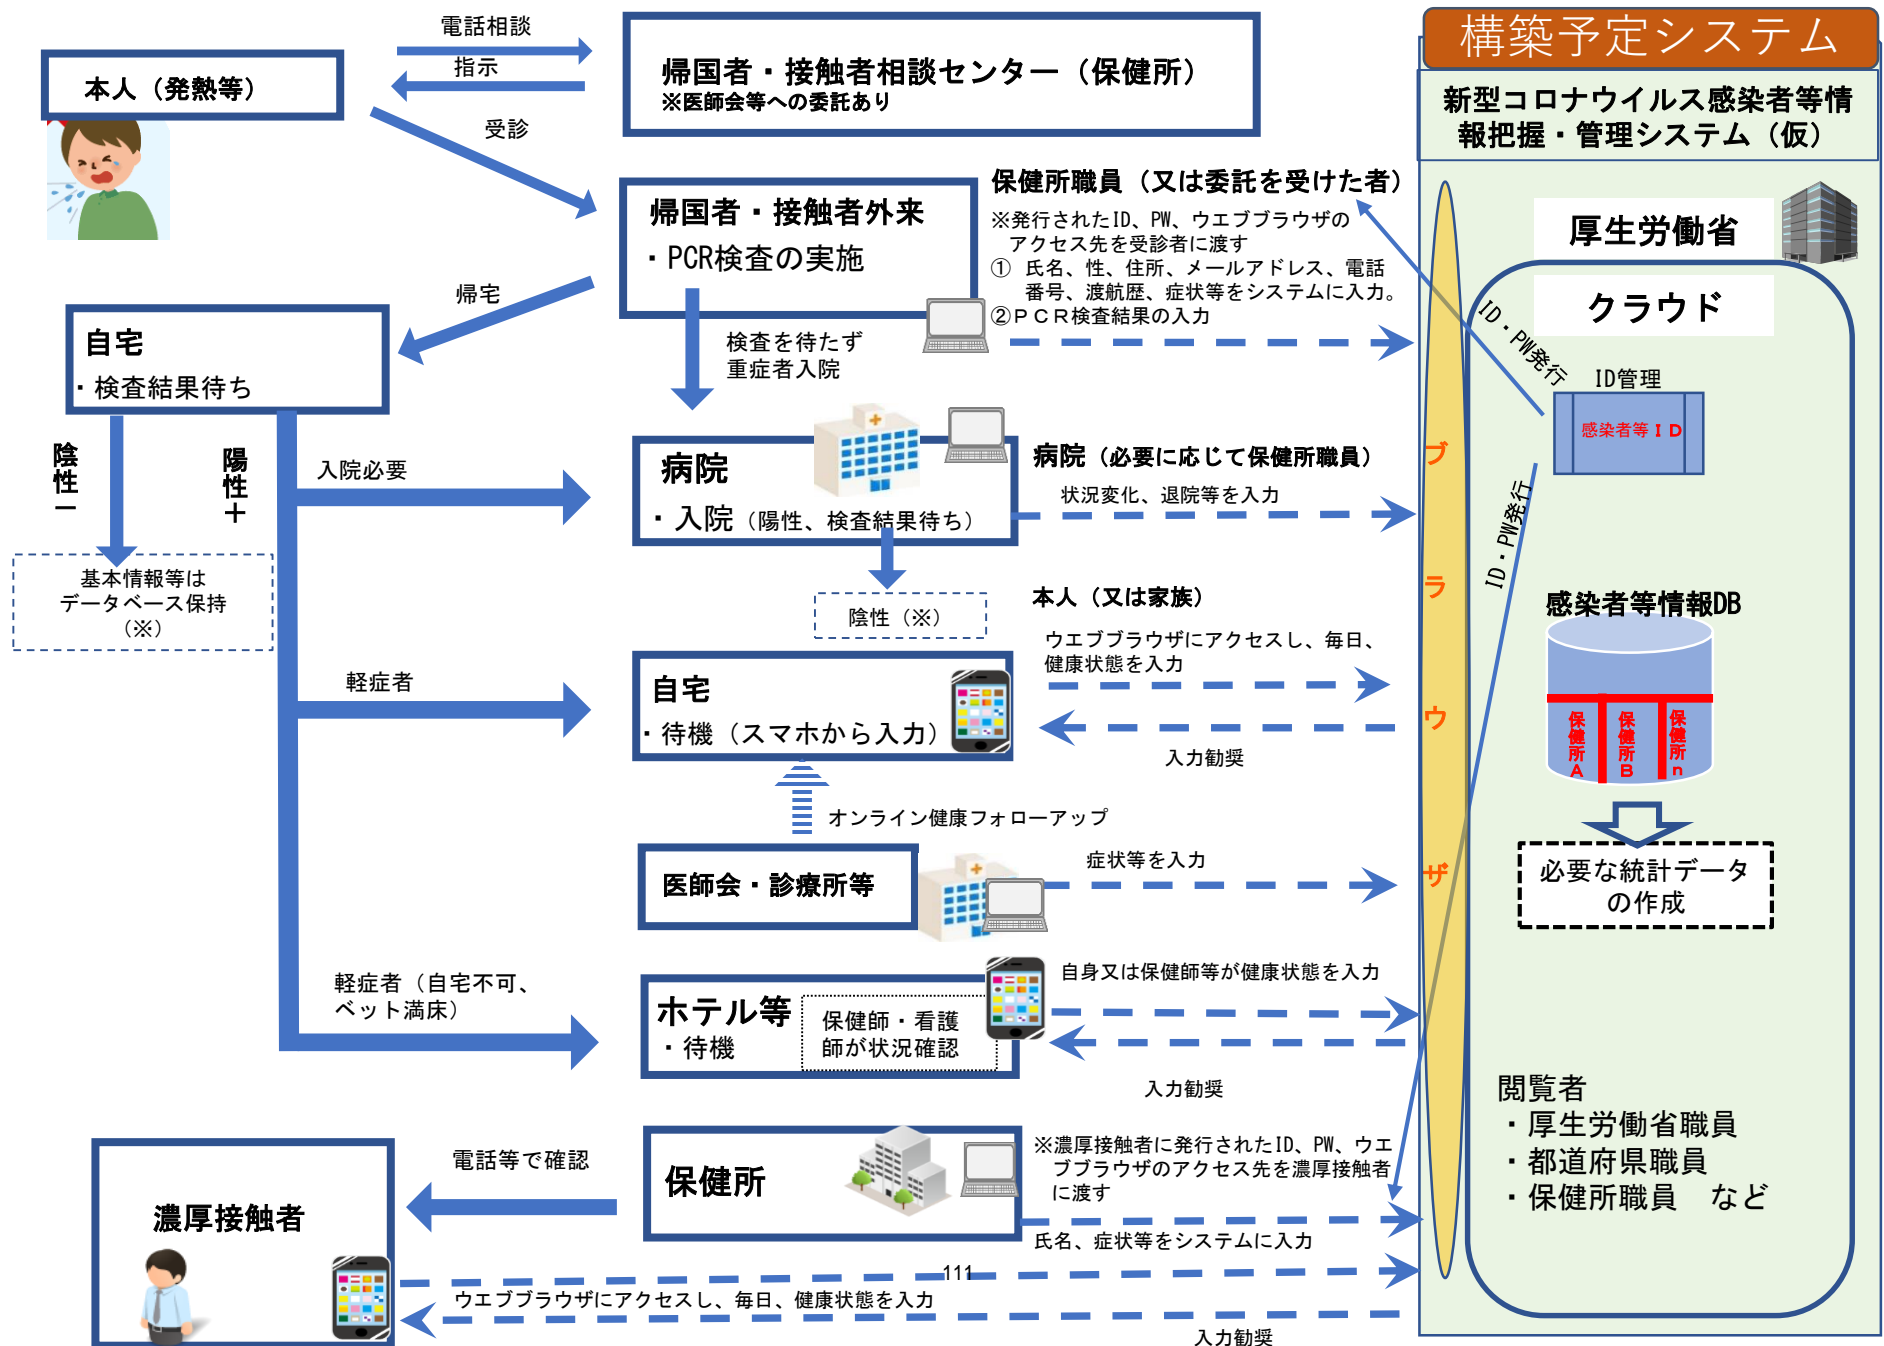 電話相談
指示
本人（発熱等）
受診
帰国者・接触者相談センター（保健所）
※医師会等への委託あり
構築予定システム
新型コロナウイルス感染者等情
報把握・管理システム（仮）
帰国者・接触者外来
・PCR検査の実施
保健所職員（又は委託を受けた者）
※発行されたID、PW、ウエブブラウザの
アクセス先を受診者に渡す
① 氏名、性、住所、メールアドレス、電話
番号、渡航歴、症状等をシステムに入力。
②ＰＣＲ検査結果の入力
厚生労働省
クラウド
ID・PW発行
ID管理
感染者等ＩＤ
ID・PW発行
帰宅
検査を待たず
重症者入院
自宅
・検査結果待ち
陰性－
陽性＋
入院必要
病院
・入院（陽性、検査結果待ち）
病院（必要に応じて保健所職員）
状況変化、退院等を入力
ブラウザ
基本情報等は
データベース保持
（※）
陰性（※）
本人（又は家族）
ウエブブラウザにアクセスし、毎日、
健康状態を入力
軽症者
自宅
・待機（スマホから入力）
入力勧奨
感染者等情報DB
保健所Ａ
保健所Ｂ
保健所ｎ
オンライン健康フォローアップ
医師会・診療所等
症状等を入力
必要な統計データ
の作成
軽症者（自宅不可、
ベット満床）
ホテル等
・待機
保健師・看護
師が状況確認
自身又は保健師等が健康状態を入力
入力勧奨
閲覧者
・厚生労働省職員
・都道府県職員
・保健所職員　など
電話等で確認
保健所
※濃厚接触者に発行されたID、PW、ウエ
ブブラウザのアクセス先を濃厚接触者
に渡す
氏名、症状等をシステムに入力
濃厚接触者
111
ウエブブラウザにアクセスし、毎日、健康状態を入力
入力勧奨